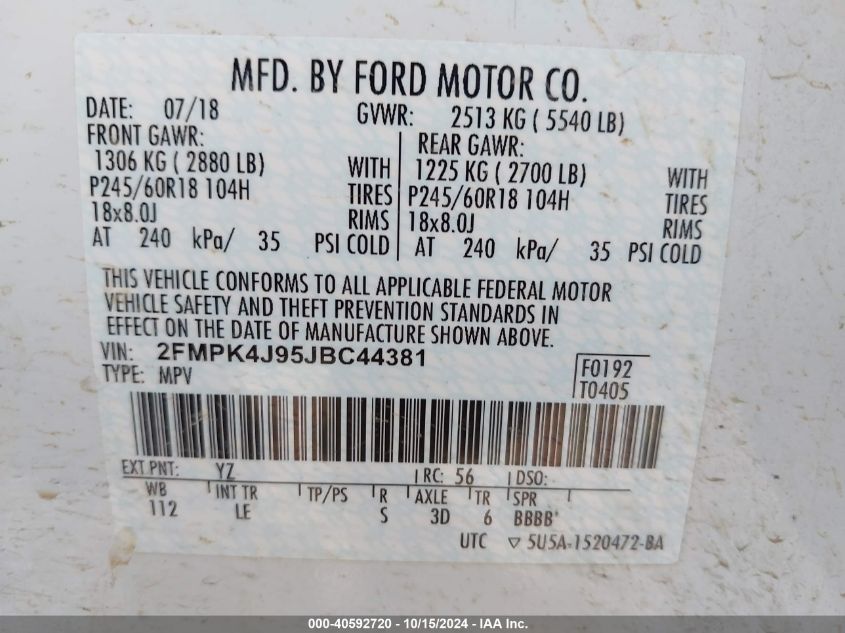 MFD. BY FORD MOTOR CO.
DATE: 07/18 GVWR: 2513 KG ( 5540 LB)
FRONT GAWR: REAR GAWR:
1306 KG ( 2880 LB) WITH 1225 KG ( 2700 LB) WITH
P245/60R18 104H TIRES P245/60R18 104H TIRES
18x8.0J RIMS 18x8.0J RIMS
AT 240 kPa/ 35 PSI COLD AT 240 kPa/ 35 PSI COLD
THIS VEHICLE CONFORMS TO ALL APPLICABLE FEDERAL MOTOR
VEHICLE SAFETY AND THEFT PREVENTION STANDARDS IN
EFFECT ON THE DATE OF MANUFACTURE SHOWN ABOVE.
VIN: 2FMPK4J95JBC44381 F0192
TYPE: MPV T0405
EXT PNT: YZ RC: 56 DSO:
WB INT TR TP/PS R AXLE TR SPR
112 LE S 3D 6 BBBB*
UTC ▽ 5U5A-1520472-BA
000-40592720 - 10/15/2024 - IAA Inc.